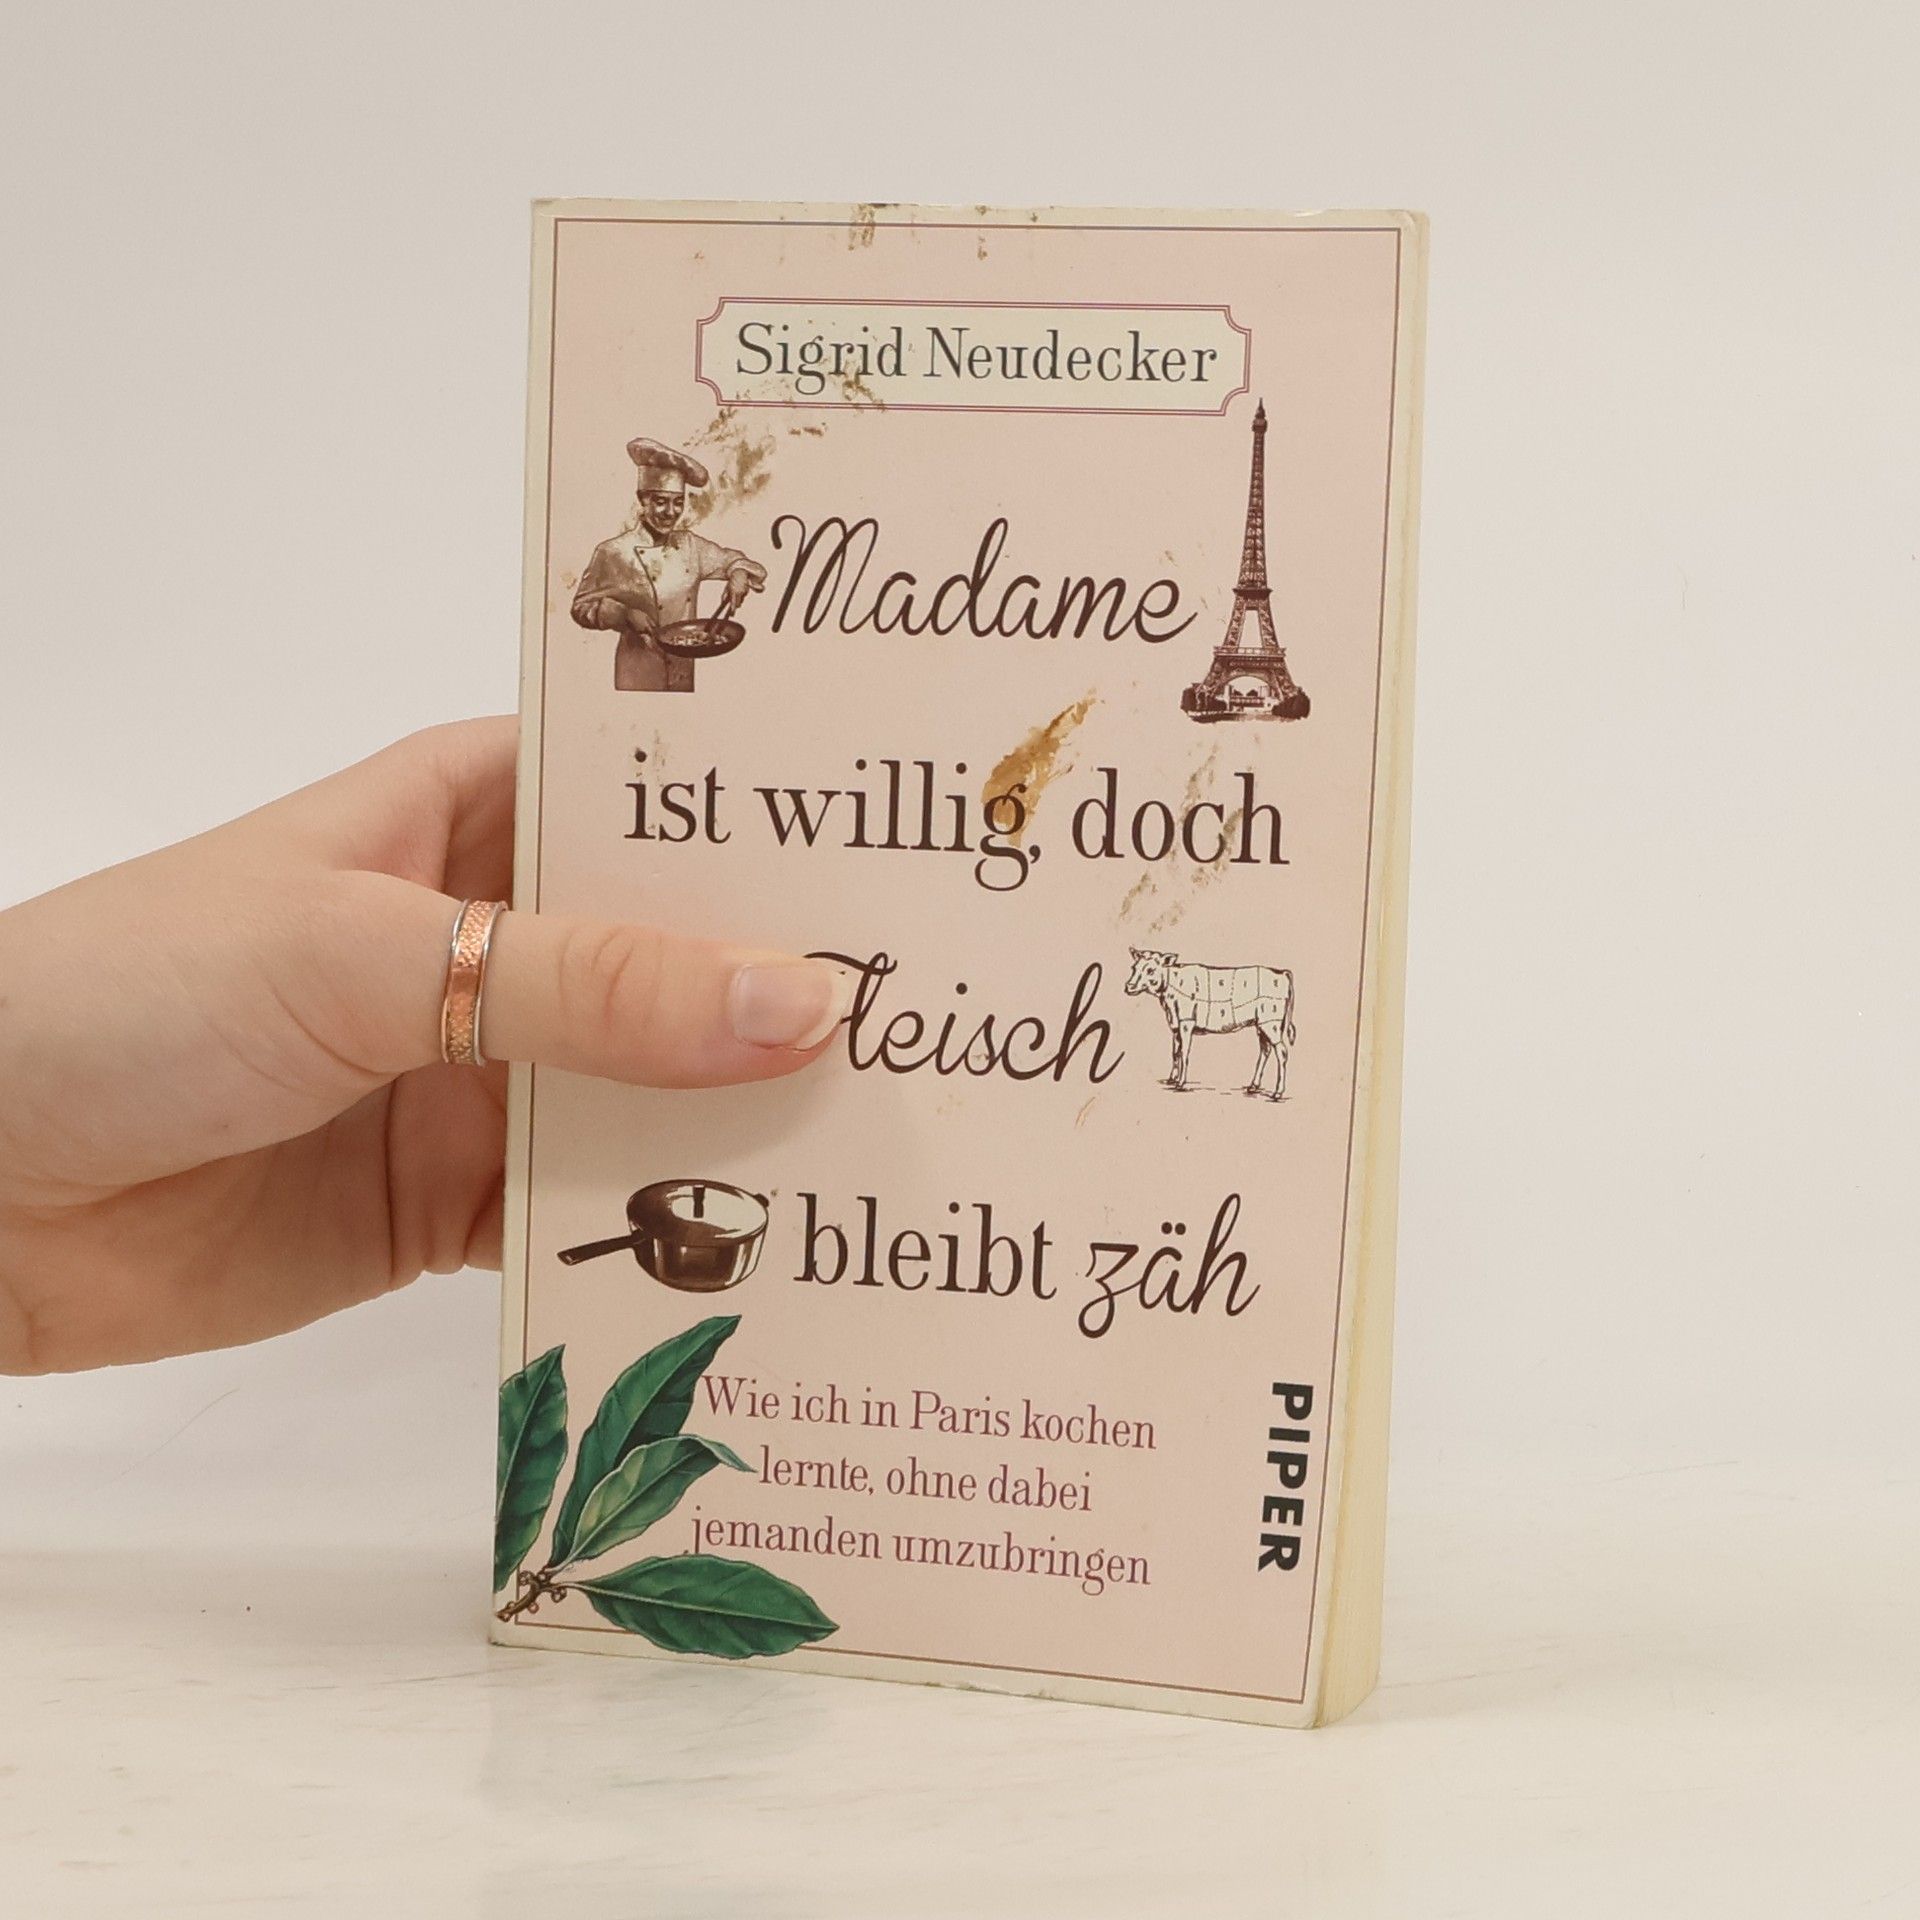 Sigrid Neudecker
Madame
ist willig, doch
Fleisch
bleibt zäh
Wie ich in Paris kochen
lernte, ohne dabei
jemanden umzubringen
PIPER